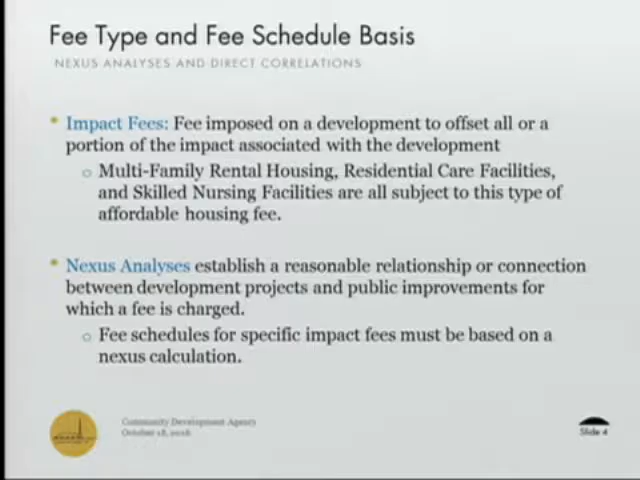 Fee Type and Fee Schedule Basis
NEXUS ANALYSES AND DIRECT CORRELATIONS
• Impact Fees: Fee imposed on a development to offset all or a
portion of the impact associated with the development
o Multi-Family Rental Housing, Residential Care Facilities,
and Skilled Nursing Facilities are all subject to this type of
affordable housing fee.
• Nexus Analyses establish a reasonable relationship or connection
between development projects and public improvements for
which a fee is charged.
o Fee schedules for specific impact fees must be based on a
nexus calculation.
Community Development Agency
October 18, 2016
Slide 4